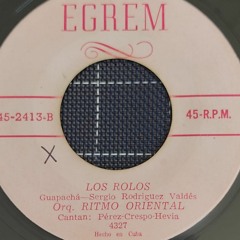 EGREM
45-2413-B
45-R.P.M.
LOS ROLOS
Guapachá—Sergio Rodríguez Valdés
Orq. RITMO ORIENTAL
Cantan: Pérez-Crespo-Hevia
4327
Hecho en Cuba